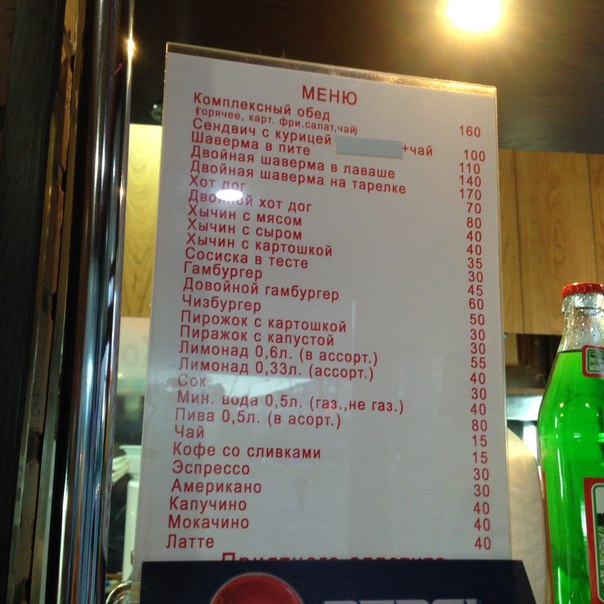 МЕНЮ
Комплексный обед 160
(горячее, карт. фри,салат,чай)
Сендвич с курицей +чай 100
Шаверма в пите 110
Двойная шаверма в лаваше 140
Двойная шаверма на тарелке 170
Хот дог 70
Двойной хот дог 80
Хычин с мясом 40
Хычин с сыром 40
Хычин с картошкой 35
Сосиска в тесте 30
Гамбургер 45
Довойной гамбургер 60
Чизбургер 50
Пирожок с картошкой 30
Пиражок с капустой 30
Лимонад 0,6л. (в ассорт.) 55
Лимонад 0,33л. (ассорт.) 40
Сок 30
Мин. вода 0,5л. (газ.,не газ.) 40
Пива 0,5л. (в асорт.) 80
Чай 15
Кофе со сливками 15
Эспрессо 30
Американо 30
Капучино 40
Мокачино 40
Латте 40
Приятного аппетита